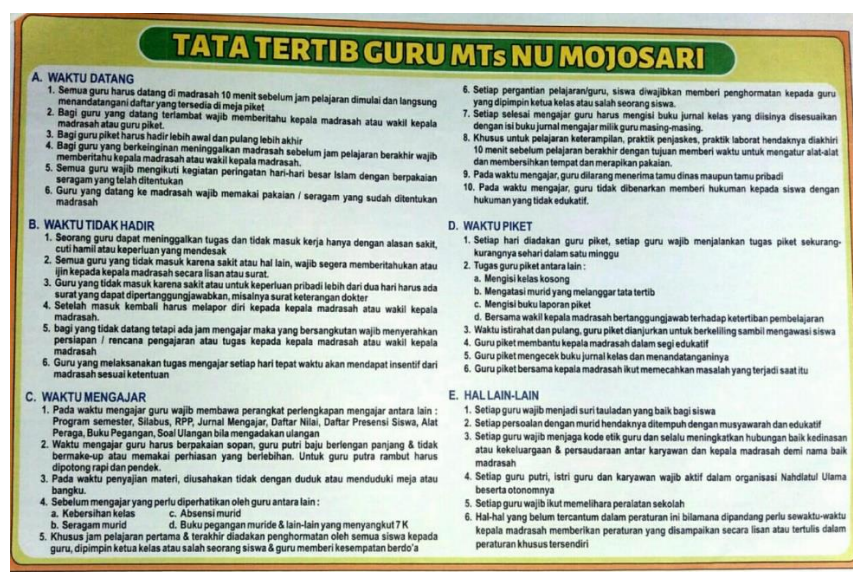 TATA TERTIB GURU MTs NU MOJOSARI
A. WAKTU DATANG
1. Semua guru harus datang di madrasah 10 menit sebelum jam pelajaran dimulai dan langsung
menandatangani daftar yang tersedia di meja piket
2. Bagi guru yang datang terlambat wajib memberitahu kepala madrasah atau wakil kepala
madrasah atau guru piket.
3. Bagi guru piket harus hadir lebih awal dan pulang lebih akhir
4. Bagi guru yang berkeinginan meninggalkan madrasah sebelum jam pelajaran berakhir wajib
memberitahu kepala madrasah atau wakil kepala madrasah.
5. Semua guru wajib mengikuti kegiatan peringatan hari-hari besar Islam dengan berpakaian
seragam yang telah ditentukan
6. Guru yang datang ke madrasah wajib memakai pakaian / seragam yang sudah ditentukan
madrasah
B. WAKTU TIDAK HADIR
1. Seorang guru dapat meninggalkan tugas dan tidak masuk kerja hanya dengan alasan sakit,
cuti hamil atau keperluan yang mendesak
2. Semua guru yang tidak masuk karena sakit atau hal lain, wajib segera memberitahukan atau
ijin kepada kepala madrasah secara lisan atau surat.
3. Guru yang tidak masuk karena sakit atau untuk keperluan pribadi lebih dari dua hari harus ada
surat yang dapat dipertanggungjawabkan, misalnya surat keterangan dokter
4. Setelah masuk kembali harus melapor diri kepada kepala madrasah atau wakil kepala
madrasah.
5. bagi yang tidak datang tetapi ada jam mengajar maka yang bersangkutan wajib menyerahkan
persiapan / rencana pengajaran atau tugas kepada kepala madrasah atau wakil kepala
madrasah
6. Guru yang melaksanakan tugas mengajar setiap hari tepat waktu akan mendapat insentif dari
madrasah sesuai ketentuan
C. WAKTU MENGAJAR
1. Pada waktu mengajar guru wajib membawa perangkat perlengkapan mengajar antara lain :
Program semester, Silabus, RPP, Jurnal Mengajar, Daftar Nilai, Daftar Presensi Siswa, Alat
Peraga, Buku Pegangan, Soal Ulangan bila mengadakan ulangan
2. Waktu mengajar guru harus berpakaian sopan, guru putri baju berlengan panjang & tidak
bermake-up atau memakai perhiasan yang berlebihan. Untuk guru putra rambut harus
dipotong rapi dan pendek.
3. Pada waktu penyajian materi, diusahakan tidak dengan duduk atau menduduki meja atau
bangku.
4. Sebelum mengajar yang perlu diperhatikan oleh guru antara lain :
a. Kebersihan kelas c. Absensi murid
b. Seragam murid d. Buku pegangan muride & lain-lain yang menyangkut 7 K
5. Khusus jam pelajaran pertama & terakhir diadakan penghormatan oleh semua siswa kepada
guru, dipimpin ketua kelas atau salah seorang siswa & guru memberi kesempatan berdo'a
6. Setiap pergantian pelajaran/guru, siswa diwajibkan memberi penghormatan kepada guru
yang dipimpin ketua kelas atau salah seorang siswa.
7. Setiap selesai mengajar guru harus mengisi buku jurnal kelas yang diisinya disesuaikan
dengan isi buku jurnal mengajar milik guru masing-masing.
8. Khusus untuk pelajaran keterampilan, praktik penjaskes, praktik laborat hendaknya diakhiri
10 menit sebelum pelajaran berakhir dengan tujuan memberi waktu untuk mengatur alat-alat
dan membersihkan tempat dan merapikan pakaian.
9. Pada waktu mengajar, guru dilarang menerima tamu dinas maupun tamu pribadi
10. Pada waktu mengajar, guru tidak dibenarkan memberi hukuman kepada siswa dengan
hukuman yang tidak edukatif.
D. WAKTU PIKET
1. Setiap hari diadakan guru piket, setiap guru wajib menjalankan tugas piket sekurang-
kurangnya sehari dalam satu minggu
2. Tugas guru piket antara lain :
a. Mengisi kelas kosong
b. Mengatasi murid yang melanggar tata tertib
c. Mengisi buku laporan piket
d. Bersama wakil kepala madrasah bertanggungjawab terhadap ketertiban pembelajaran
3. Waktu istirahat dan pulang, guru piket dianjurkan untuk berkeliling sambil mengawasi siswa
4. Guru piket membantu kepala madrasah dalam segi edukatif
5. Guru piket mengecek buku jurnal kelas dan menandatanganinya
6. Guru piket bersama kepala madrasah ikut memecahkan masalah yang terjadi saat itu
E. HAL LAIN-LAIN
1. Setiap guru wajib menjadi suri tauladan yang baik bagi siswa
2. Setiap persoalan dengan murid hendaknya ditempuh dengan musyawarah dan edukatif
3. Setiap guru wajib menjaga kode etik guru dan selalu meningkatkan hubungan baik kedinasan
atau kekeluargaan & persaudaraan antar karyawan dan kepala madrasah demi nama baik
madrasah
4. Setiap guru putri, istri guru dan karyawan wajib aktif dalam organisasi Nahdlatul Ulama
beserta otonomnya
5. Setiap guru wajib ikut memelihara peralatan sekolah
6. Hal-hal yang belum tercantum dalam peraturan ini bilamana dipandang perlu sewaktu-waktu
kepala madrasah memberikan peraturan yang disampaikan secara lisan atau tertulis dalam
peraturan khusus tersendiri